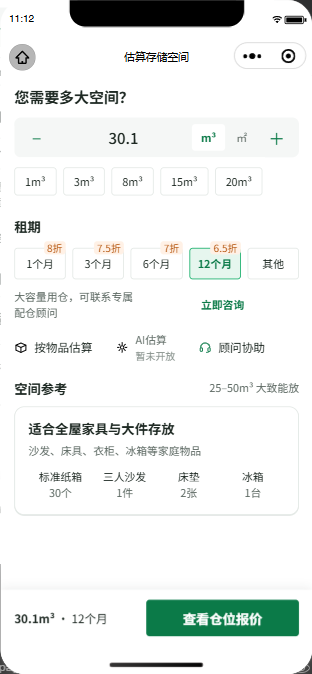 11:12
估算存储空间
您需要多大空间?
− 30.1 m³ ㎡ +
1m³ 3m³ 8m³ 15m³ 20m³
租期
8折 7.5折 7折 6.5折
1个月 3个月 6个月 12个月 其他
大容量用仓，可联系专属
配仓顾问
立即咨询
按物品估算
AI估算
暂未开放
顾问协助
空间参考 25–50m³ 大致能放
适合全屋家具与大件存放
沙发、床具、衣柜、冰箱等家庭物品
标准纸箱 三人沙发 床垫 冰箱
30个 1件 2张 1台
30.1m³ · 12个月
查看仓位报价